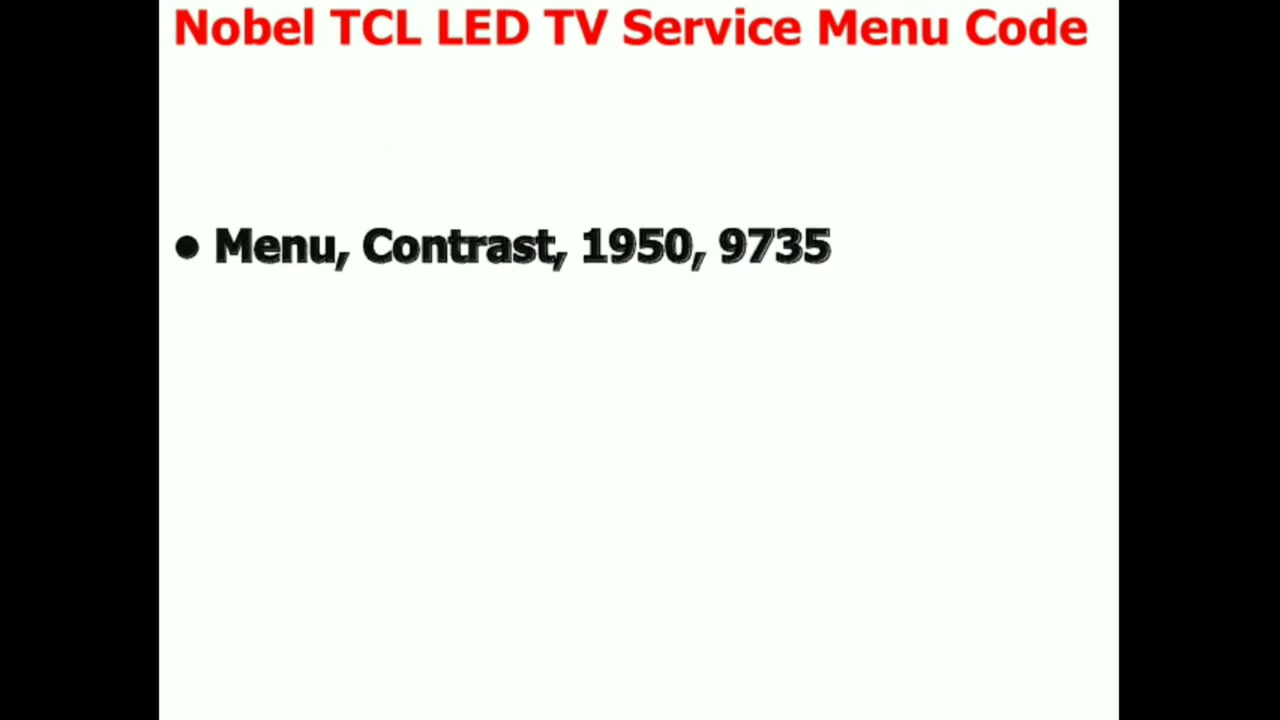 Nobel TCL LED TV Service Menu Code
• Menu, Contrast, 1950, 9735